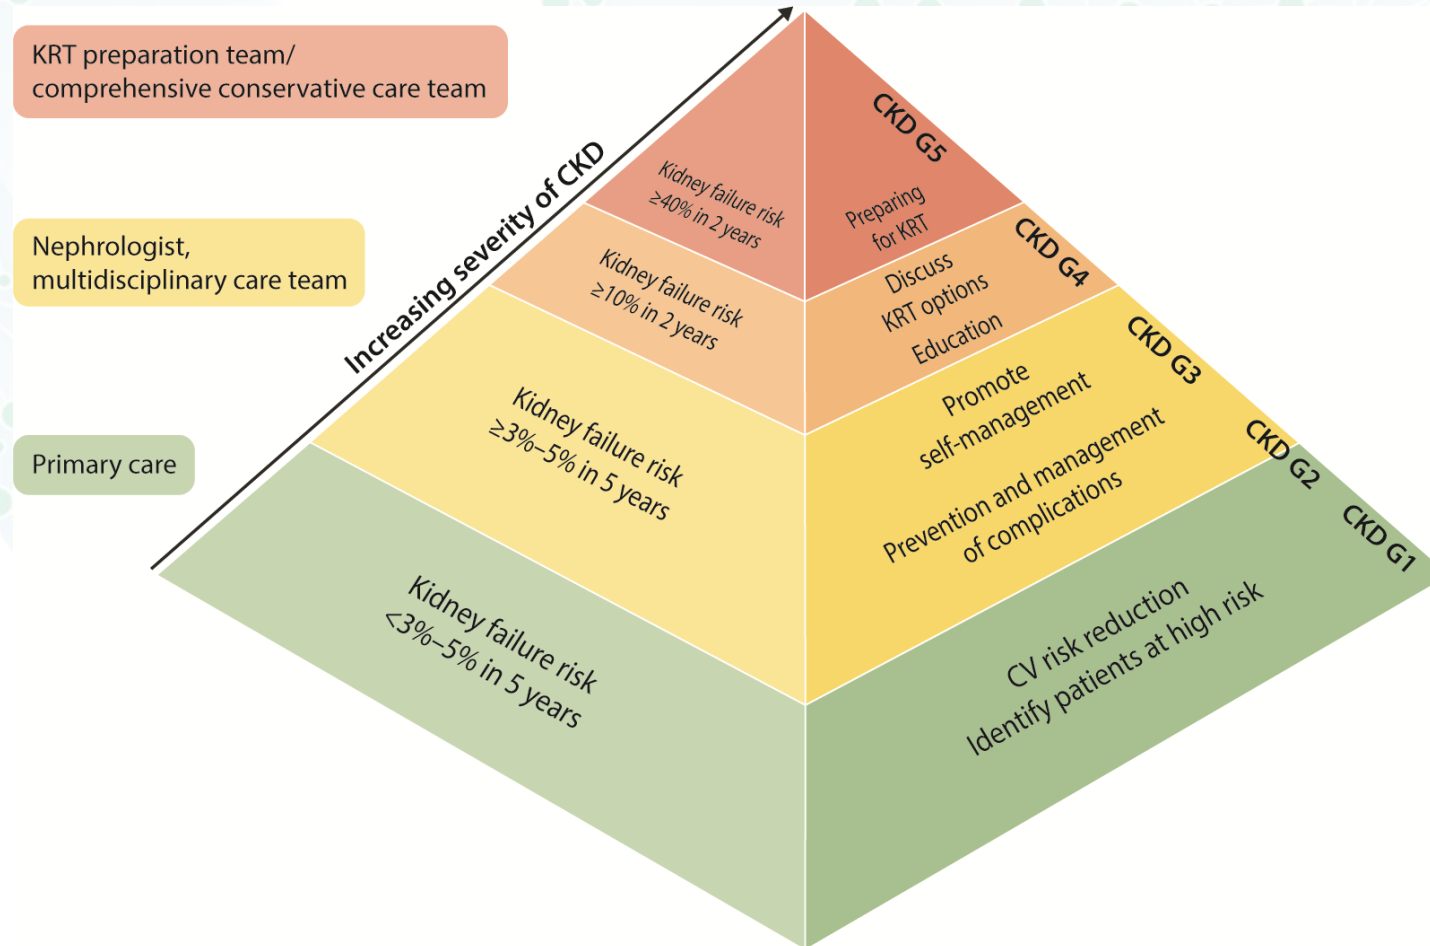 KRT preparation team/
comprehensive conservative care team
Nephrologist,
multidisciplinary care team
Primary care
Increasing severity of CKD
Kidney failure risk
≥40% in 2 years
Kidney failure risk
≥10% in 2 years
Kidney failure risk
≥3%–5% in 5 years
Kidney failure risk
<3%–5% in 5 years
CKD G5
Preparing
for KRT
CKD G4
Discuss
KRT options
Education
CKD G3
Promote
self-management
Prevention and management
of complications
CKD G2
CKD G1
CV risk reduction
Identify patients at high risk